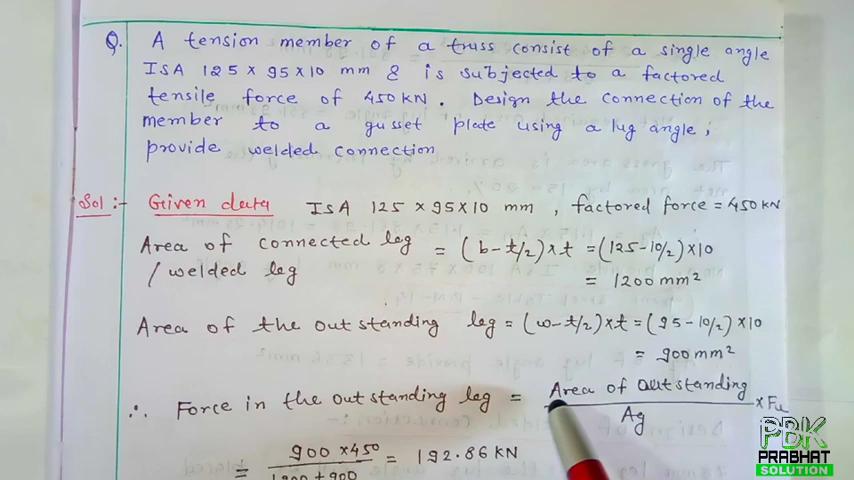 Q. A tension member of a truss consist of a single angle
ISA 125 x 95 x 10 mm & is subjected to a factored
tensile force of 450 KN. Design the connection of the
member to a gusset plate using a lug angle;
provide welded connection
Sol :- Given data ISA 125 x 95 x 10 mm, factored force = 450 KN
Area of connected leg = (b - t/2) x t = (125 - 10/2) x 10
/ welded leg = 1200 mm²
Area of the outstanding leg = (w - t/2) x t = (95 - 10/2) x 10
= 900 mm²
∴ Force in the outstanding leg = Area of outstanding / Ag x Fu
= 900 x 450 / 1200 + 900 = 192.86 KN
PBK
PRABHAT
SOLUTION